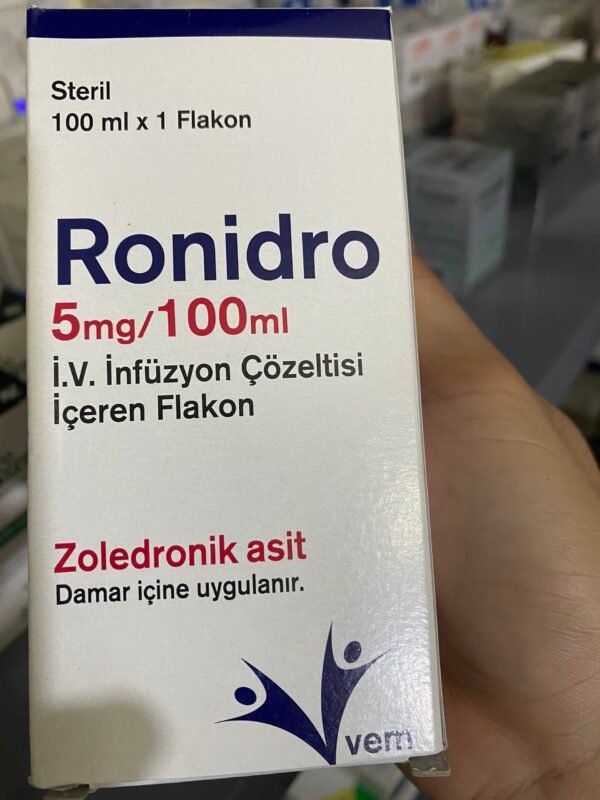 Steril
100 ml x 1 Flakon
Ronidro
5mg/100ml
İ.V. İnfüzyon Çözeltisi
İçeren Flakon
Zoledronik asit
Damar içine uygulanır.
vem